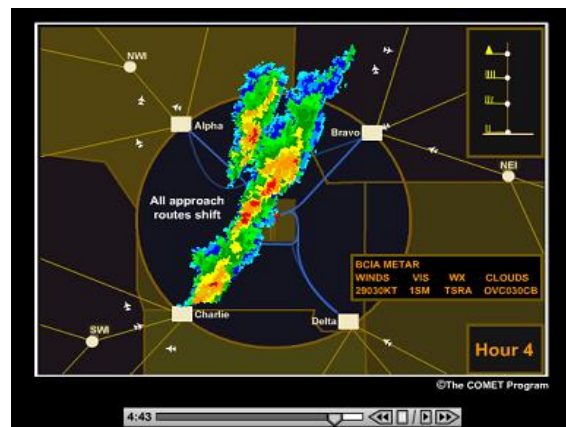 NWI
Alpha
Bravo
NEI
All approach
routes shift
BCIA METAR
WINDS VIS WX CLOUDS
29030KT 1SM TSRA OVC030CB
Charlie
Delta
SWI
Hour 4
©The COMET Program
4:43